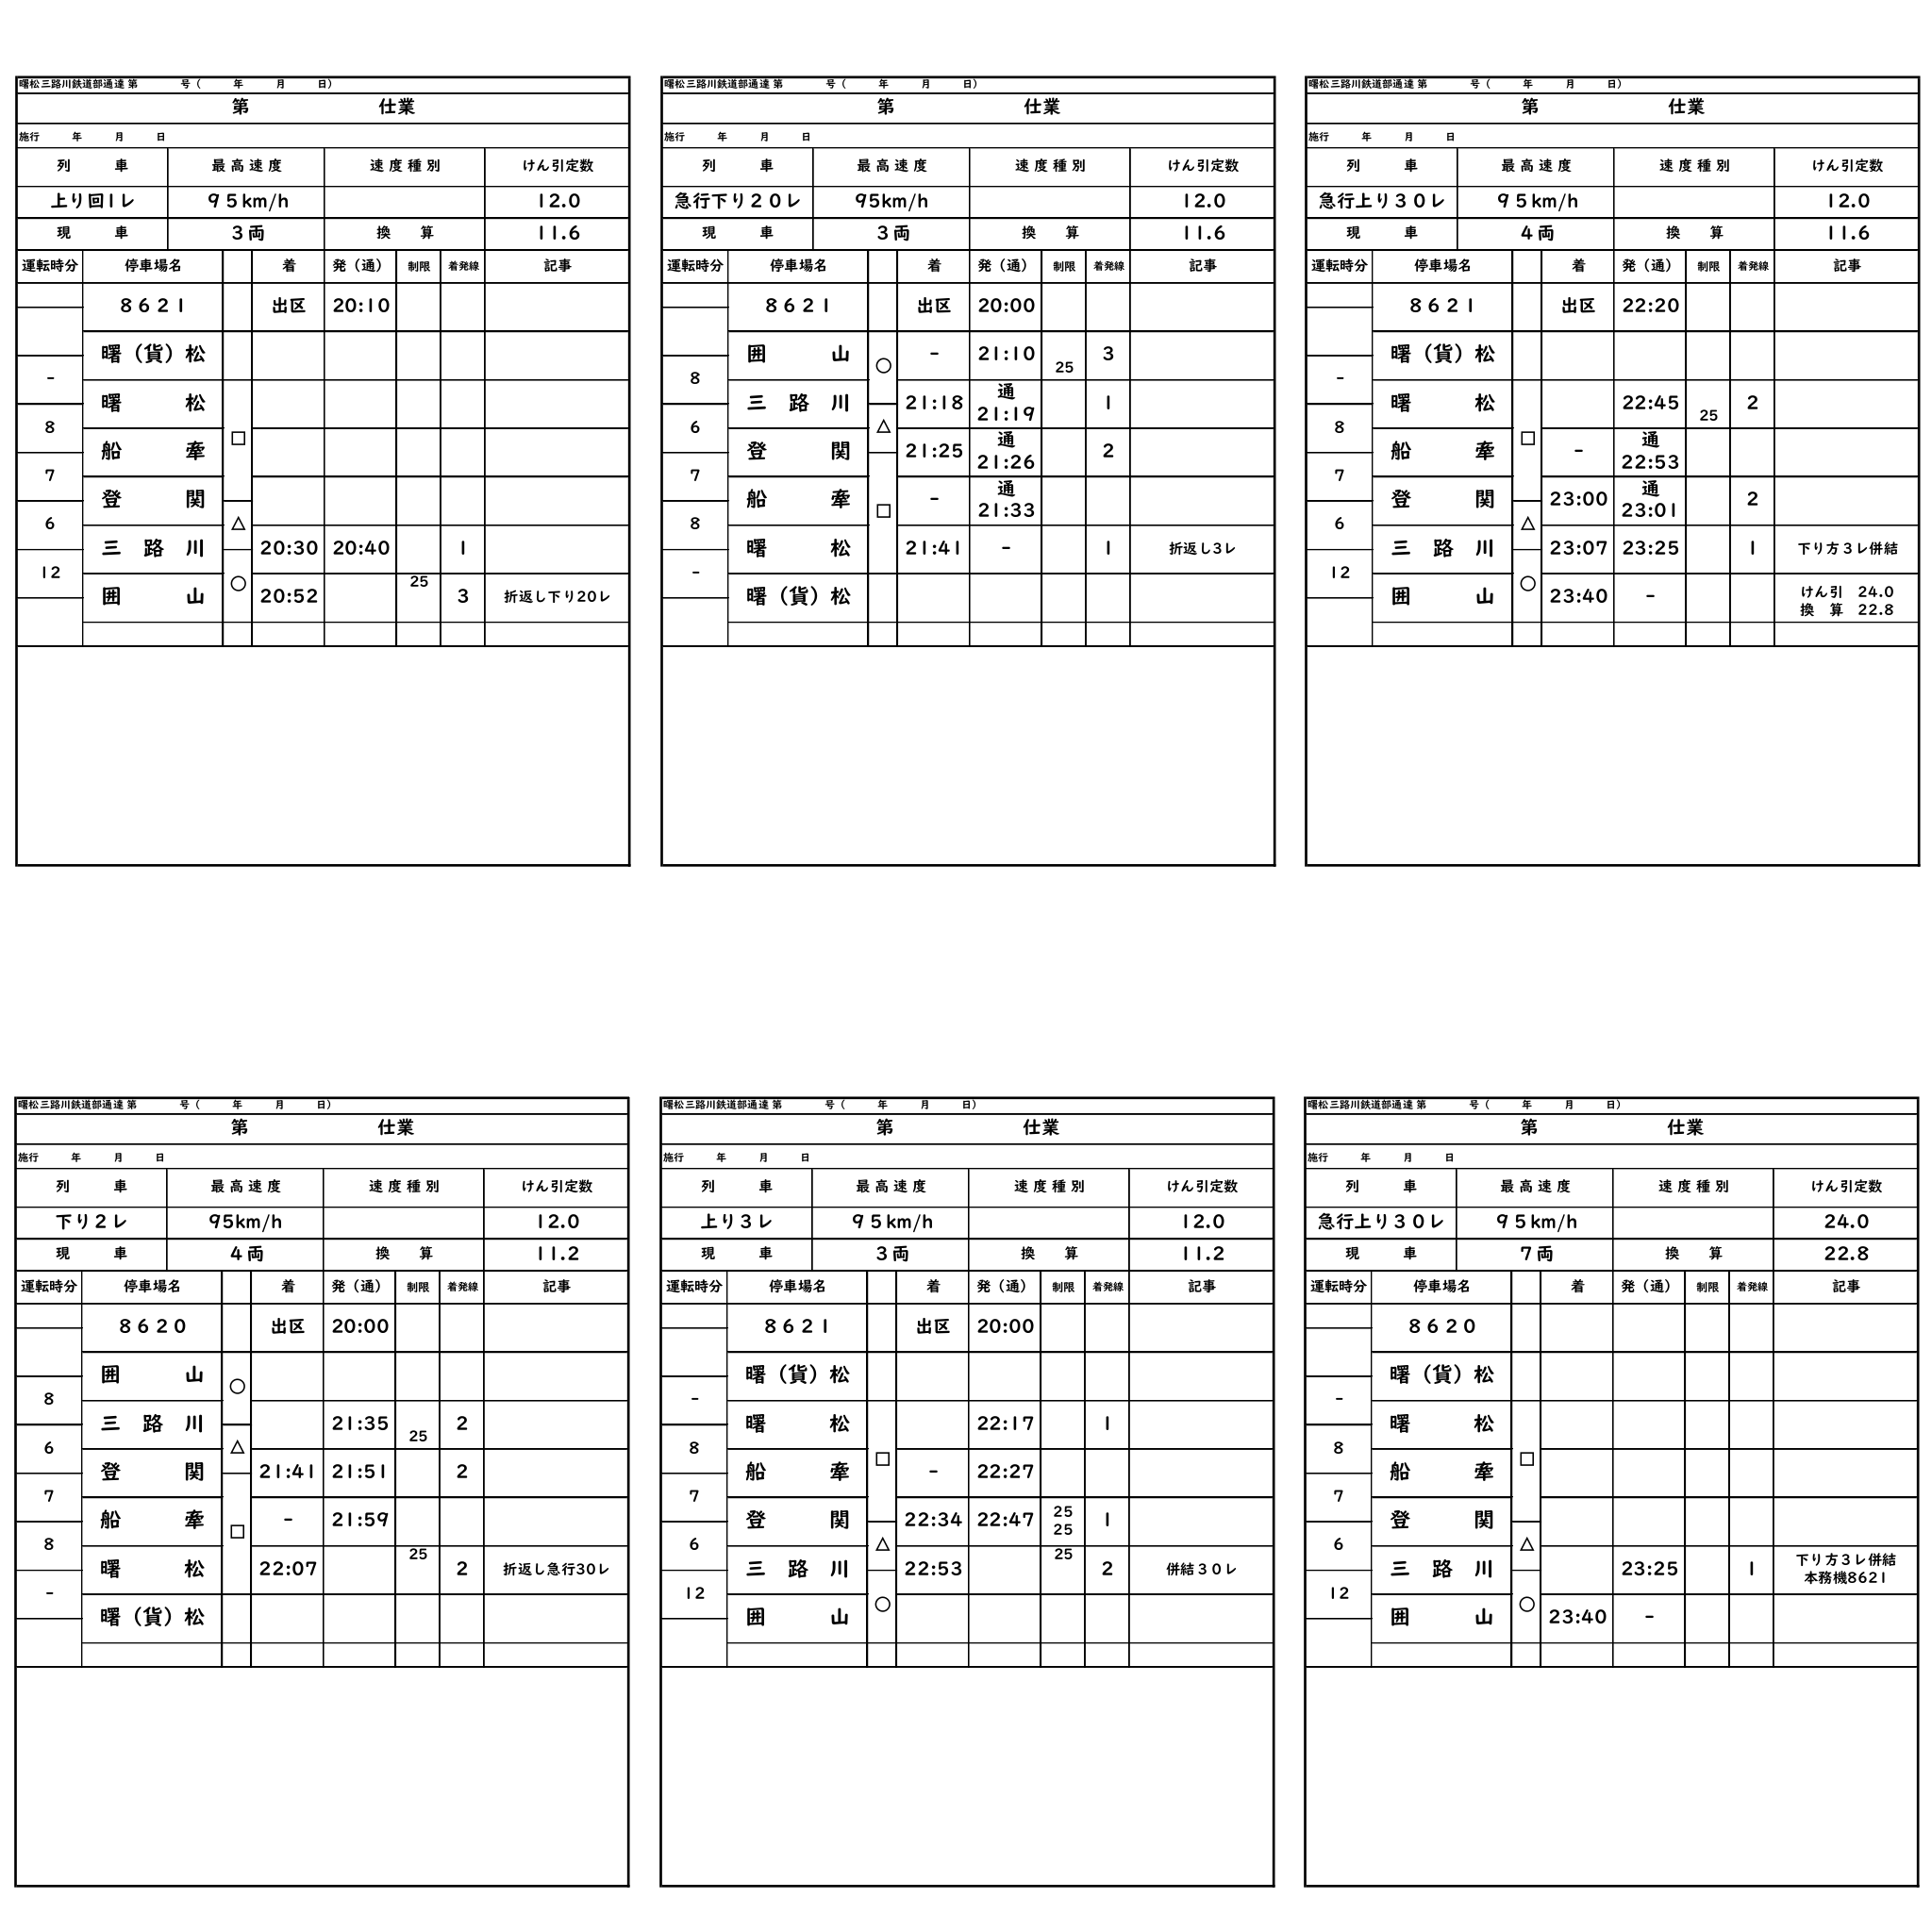 曙松三路川鉄道部通達 第 号（ 年 月 日）
第 仕業
施行 年 月 日
列 車 最高速度 速度種別 けん引定数
上り回1レ ９５km/h 12.0
現 車 ３両 換 算 11.6
運転時分 停車場名 着 発（通） 制限 着発線 記事
８６２１ 出区 20:10
曙（貨）松
-
曙 松
8
船 牽 □
7
登 関
6 △
三 路 川 20:30 20:40 1
12 ○ 25
囲 山 20:52 3 折返し下り20レ
曙松三路川鉄道部通達 第 号（ 年 月 日）
第 仕業
施行 年 月 日
列 車 最高速度 速度種別 けん引定数
急行下り２０レ 95km/h 12.0
現 車 ３両 換 算 11.6
運転時分 停車場名 着 発（通） 制限 着発線 記事
８６２１ 出区 20:00
囲 山 ○ - 21:10 25 3
8
三 路 川 21:18 通 21:19 1
6 △
登 関 21:25 通 21:26 2
7
船 牽 □ - 通 21:33
8
曙 松 21:41 - 1 折返し3レ
-
曙（貨）松
曙松三路川鉄道部通達 第 号（ 年 月 日）
第 仕業
施行 年 月 日
列 車 最高速度 速度種別 けん引定数
急行上り３０レ ９５km/h 12.0
現 車 ４両 換 算 11.6
運転時分 停車場名 着 発（通） 制限 着発線 記事
８６２１ 出区 22:20
曙（貨）松
-
曙 松 22:45 25 2
8
船 牽 □ - 通 22:53
7
登 関 23:00 通 23:01 2
6 △
三 路 川 23:07 23:25 1 下り方３レ併結
12 ○
囲 山 23:40 - けん引 24.0
換 算 22.8
曙松三路川鉄道部通達 第 号（ 年 月 日）
第 仕業
施行 年 月 日
列 車 最高速度 速度種別 けん引定数
下り２レ 95km/h 12.0
現 車 ４両 換 算 11.2
運転時分 停車場名 着 発（通） 制限 着発線 記事
８６２０ 出区 20:00
囲 山 ○
8
三 路 川 21:35 25 2
6 △
登 関 21:41 21:51 2
7
船 牽 □ - 21:59
8 25
曙 松 22:07 2 折返し急行30レ
-
曙（貨）松
曙松三路川鉄道部通達 第 号（ 年 月 日）
第 仕業
施行 年 月 日
列 車 最高速度 速度種別 けん引定数
上り３レ ９５km/h 12.0
現 車 ３両 換 算 11.2
運転時分 停車場名 着 発（通） 制限 着発線 記事
８６２１ 出区 20:00
曙（貨）松
-
曙 松 22:17 1
8
船 牽 □ - 22:27
7
登 関 22:34 22:47 25 25 1
6 △ 25
三 路 川 22:53 2 併結３０レ
12 ○
囲 山
曙松三路川鉄道部通達 第 号（ 年 月 日）
第 仕業
施行 年 月 日
列 車 最高速度 速度種別 けん引定数
急行上り３０レ ９５km/h 24.0
現 車 ７両 換 算 22.8
運転時分 停車場名 着 発（通） 制限 着発線 記事
８６２０
曙（貨）松
-
曙 松
8
船 牽 □
7
登 関
6 △
三 路 川 23:25 1 下り方３レ併結
本務機8621
12 ○
囲 山 23:40 -